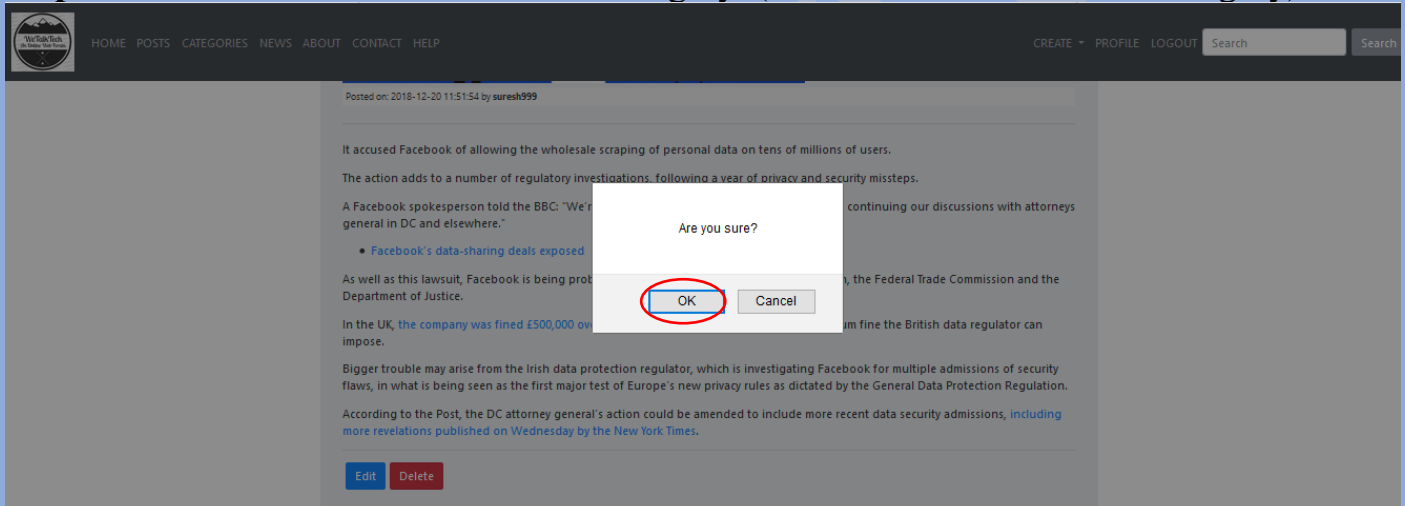 WeTalkTech
HOME POSTS CATEGORIES NEWS ABOUT CONTACT HELP
CREATE PROFILE LOGOUT Search Search
Posted on: 2018-12-20 11:51:54 by suresh999
It accused Facebook of allowing the wholesale scraping of personal data on tens of millions of users.
The action adds to a number of regulatory investigations, following a year of privacy and security missteps.
A Facebook spokesperson told the BBC: "We'r continuing our discussions with attorneys
general in DC and elsewhere."
Are you sure?
• Facebook's data-sharing deals exposed
As well as this lawsuit, Facebook is being prob , the Federal Trade Commission and the
Department of Justice.
OK Cancel
In the UK, the company was fined £500,000 ov um fine the British data regulator can
impose.
Bigger trouble may arise from the Irish data protection regulator, which is investigating Facebook for multiple admissions of security
flaws, in what is being seen as the first major test of Europe's new privacy rules as dictated by the General Data Protection Regulation.
According to the Post, the DC attorney general's action could be amended to include more recent data security admissions, including
more revelations published on Wednesday by the New York Times.
Edit Delete